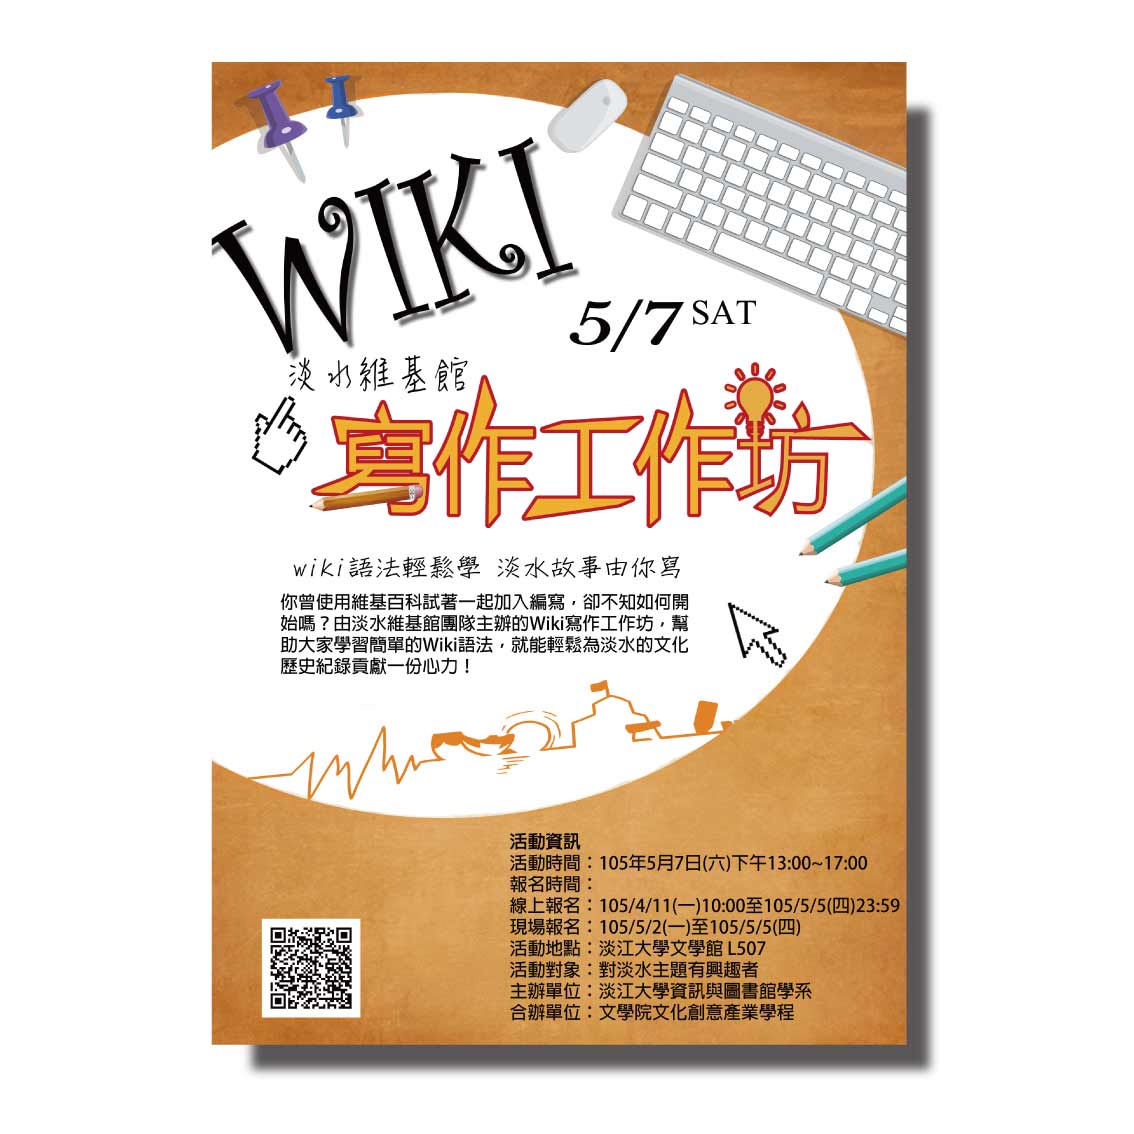 WIKI
5/7 SAT
淡水維基館
寫作工作坊
wiki語法輕鬆學 淡水故事由你寫
你曾使用維基百科試著一起加入編寫，卻不知如何開
始嗎？由淡水維基館團隊主辦的Wiki寫作工作坊，幫
助大家學習簡單的Wiki語法，就能輕鬆為淡水的文化
歷史紀錄貢獻一份心力！
活動資訊
活動時間：105年5月7日(六)下午13:00~17:00
報名時間：
線上報名：105/4/11(一)10:00至105/5/5(四)23:59
現場報名：105/5/2(一)至105/5/5(四)
活動地點：淡江大學文學館 L507
活動對象：對淡水主題有興趣者
主辦單位：淡江大學資訊與圖書館學系
合辦單位：文學院文化創意產業學程